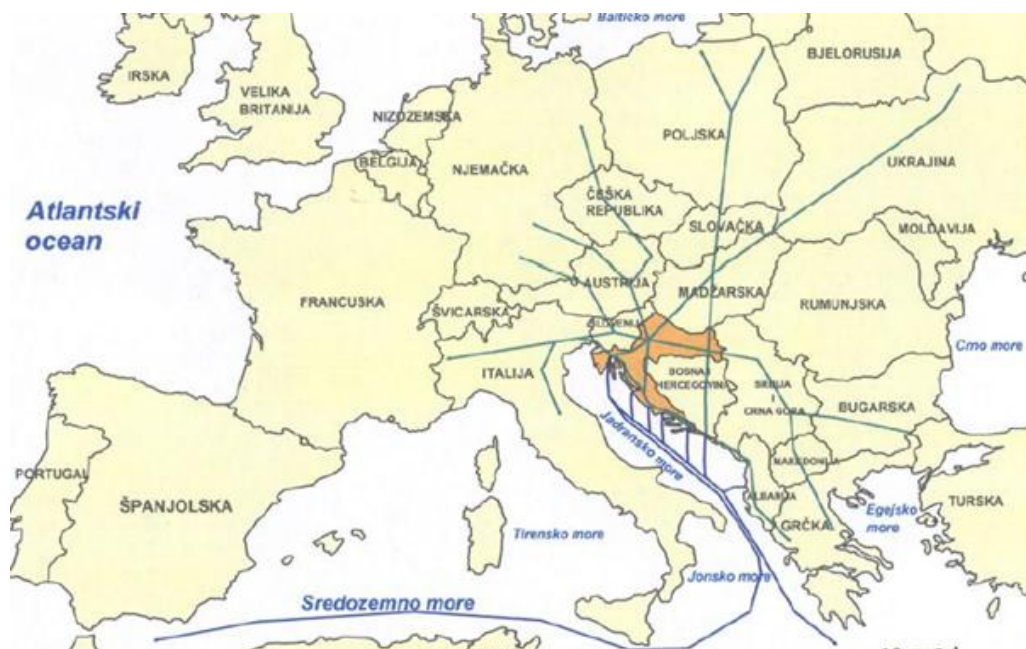 Baltičko more
BJELORUSIJA
IRSKA
VELIKA
BRITANIJA
NIZOZEMSKA
POLJSKA
BELGIJA
NJEMAČKA
UKRAJINA
ČEŠKA
REPUBLIKA
Atlantski
ocean
SLOVAČKA
MOLDAVIJA
AUSTRIJA
MADŽARSKA
FRANCUSKA
RUMUNJSKA
ŠVICARSKA
SLOVENIJA
Crno more
ITALIJA
BOSNA I
HERCEGOVINA
SRBIJA
I
CRNA GORA
BUGARSKA
Jadransko more
PORTUGAL
MAKEDONIJA
ŠPANJOLSKA
ALBANIJA
TURSKA
Egejsko
more
GRČKA
Tirensko more
Jonsko more
Sredozemno more